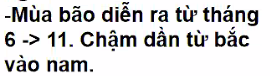 -Mùa bão diễn ra từ tháng
6 -> 11. Chậm dần từ bắc
vào nam.